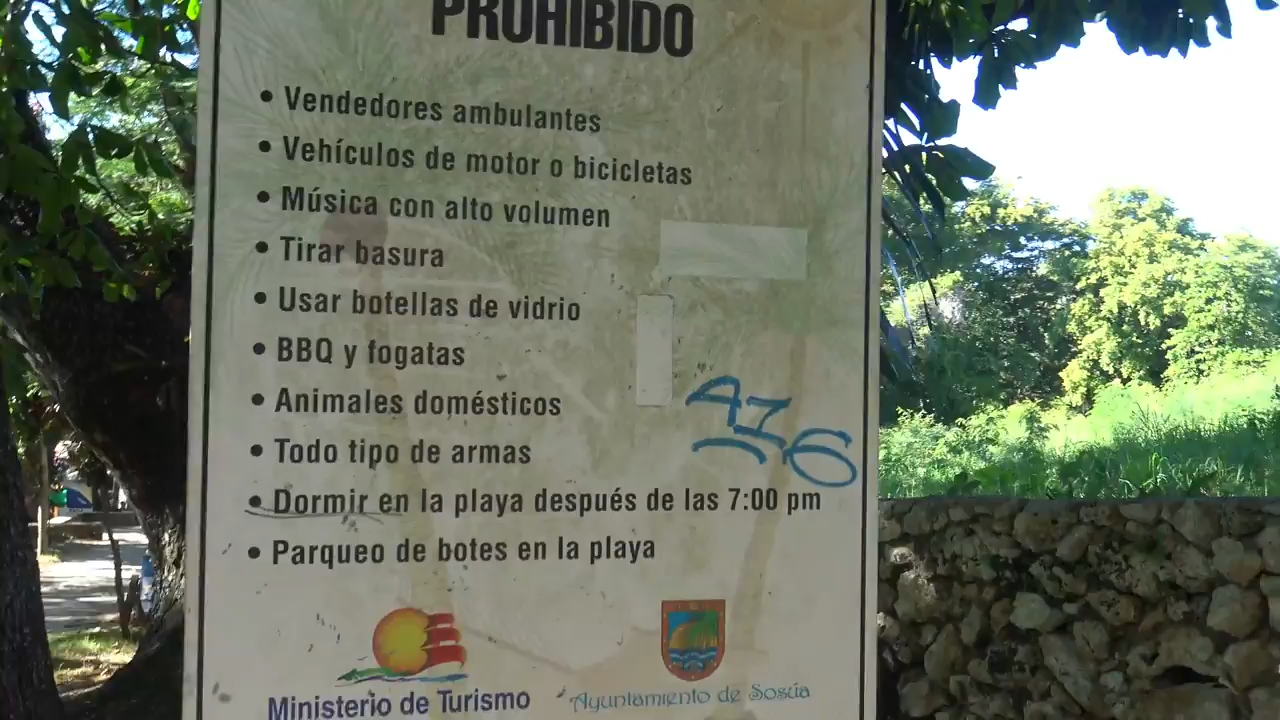 PROHIBIDO
• Vendedores ambulantes
• Vehículos de motor o bicicletas
• Música con alto volumen
• Tirar basura
• Usar botellas de vidrio
• BBQ y fogatas
• Animales domésticos
• Todo tipo de armas
• Dormir en la playa después de las 7:00 pm
• Parqueo de botes en la playa
Ministerio de Turismo
Ayuntamiento de Sosúa